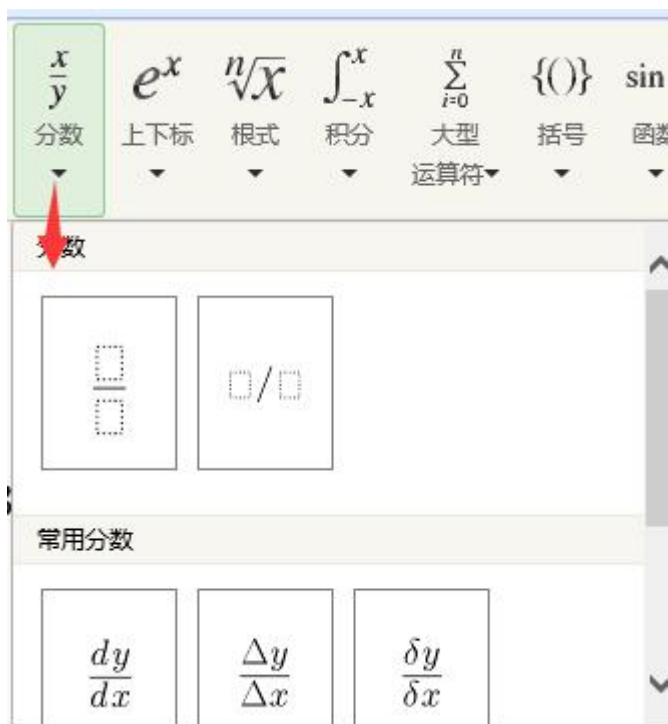 x/y e^x ⁿ√x ∫_{-x}^{x} ∑_{i=0}^{n} {()} sin
分数 上下标 根式 积分 大型 括号
运算符
分数
□/□
常用分数
dy/dx Δy/Δx δy/δx